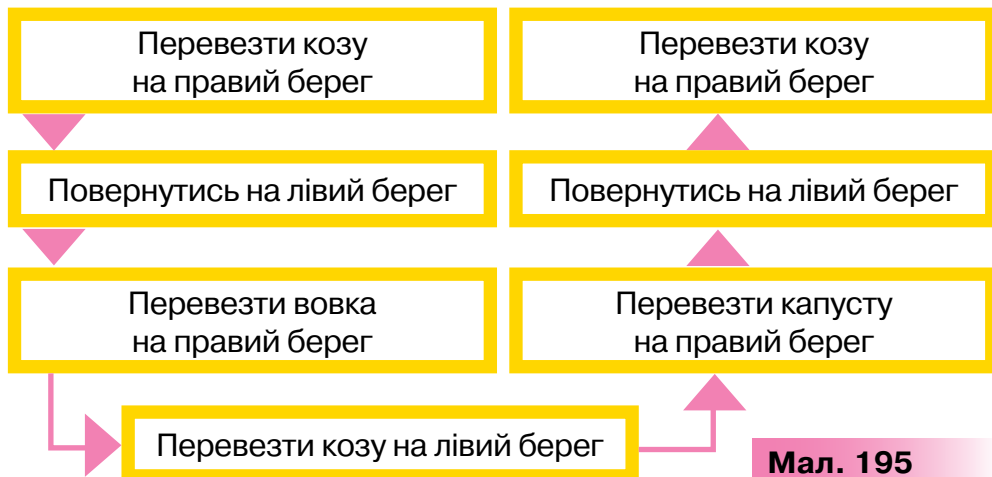 Перевезти козу
на правий берег
Повернутись на лівий берег
Перевезти вовка
на правий берег
Перевезти козу на лівий берег
Перевезти капусту
на правий берег
Повернутись на лівий берег
Перевезти козу
на правий берег
Мал. 195